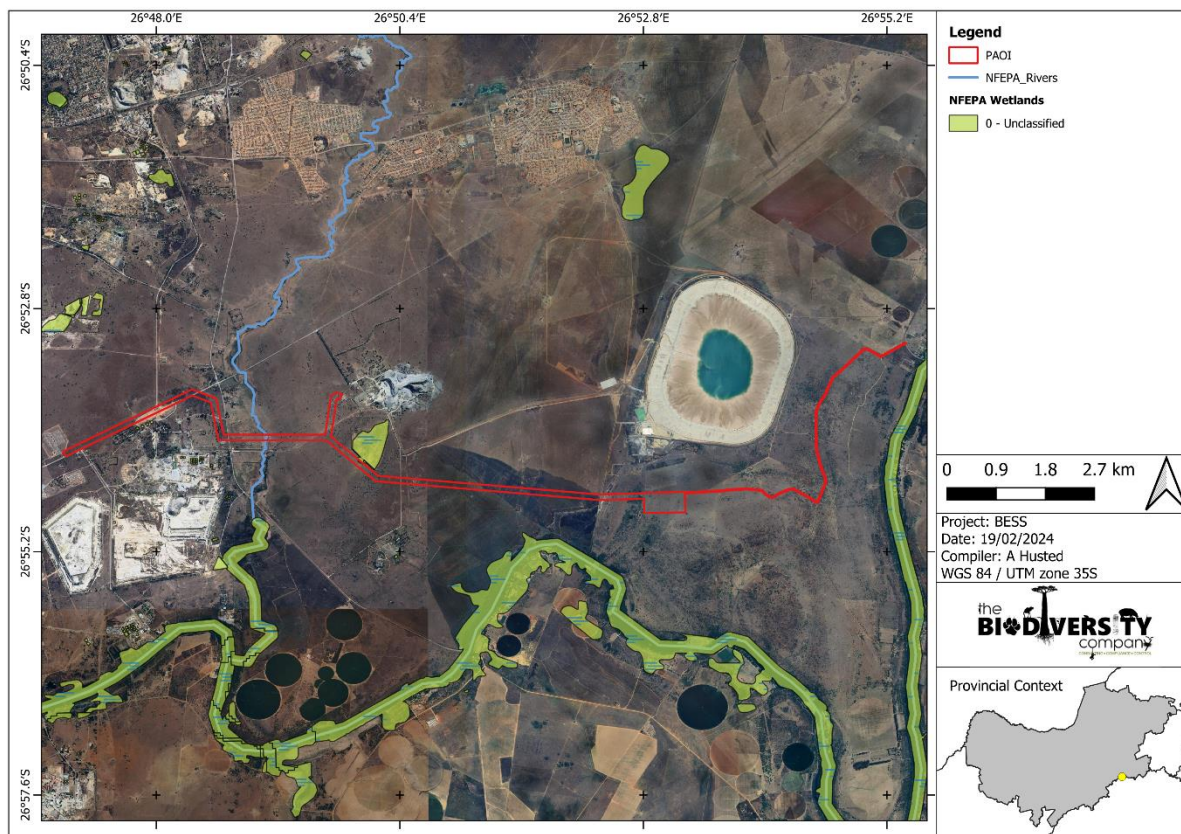 26°48.0′E 26°50.4′E 26°52.8′E 26°55.2′E
26°50.4′S
26°52.8′S
26°55.2′S
26°57.6′S
Legend
PAOI
NFEPA_Rivers
NFEPA Wetlands
0 - Unclassified
0 0.9 1.8 2.7 km
Project: BESS
Date: 19/02/2024
Compiler: A Husted
WGS 84 / UTM zone 35S
the
BIODIVERSITY
company
Provincial Context